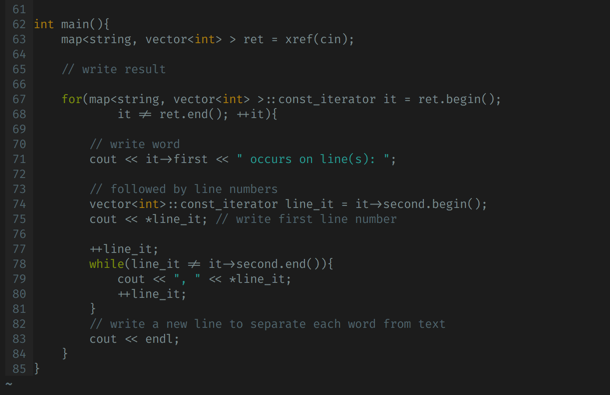 61
62 int main(){
63     map<string, vector<int> > ret = xref(cin);
64
65     // write result
66
67     for(map<string, vector<int> >::const_iterator it = ret.begin();
68             it != ret.end(); ++it){
69
70         // write word
71         cout << it->first << " occurs on line(s): ";
72
73         // followed by line numbers
74         vector<int>::const_iterator line_it = it->second.begin();
75         cout << *line_it; // write first line number
76
77         ++line_it;
78         while(line_it != it->second.end()){
79             cout << ", " << *line_it;
80             ++line_it;
81         }
82         // write a new line to separate each word from text
83         cout << endl;
84     }
85 }
~